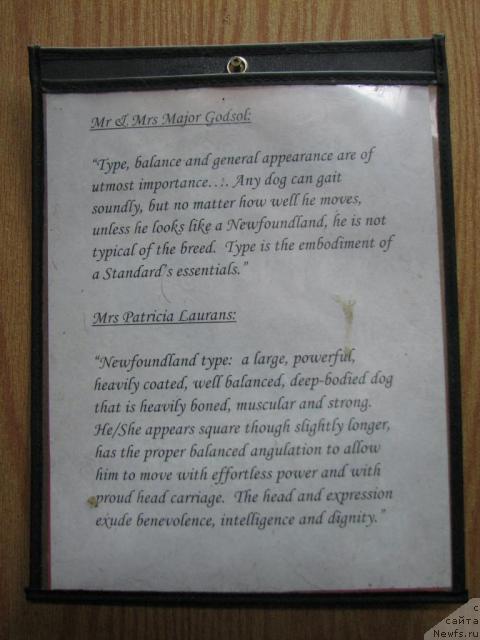 Mr & Mrs Major Godsol:
“Type, balance and general appearance are of
utmost importance…. Any dog can gait
soundly, but no matter how well he moves,
unless he looks like a Newfoundland, he is not
typical of the breed.  Type is the embodiment of
a Standard’s essentials.”
Mrs Patricia Laurans:
“Newfoundland type:  a large, powerful,
heavily coated, well balanced, deep-bodied dog
that is heavily boned, muscular and strong.
He/She appears square though slightly longer,
has the proper balanced angulation to allow
him to move with effortless power and with
proud head carriage.  The head and expression
exude benevolence, intelligence and dignity.”
с
сайта
Newfs.ru